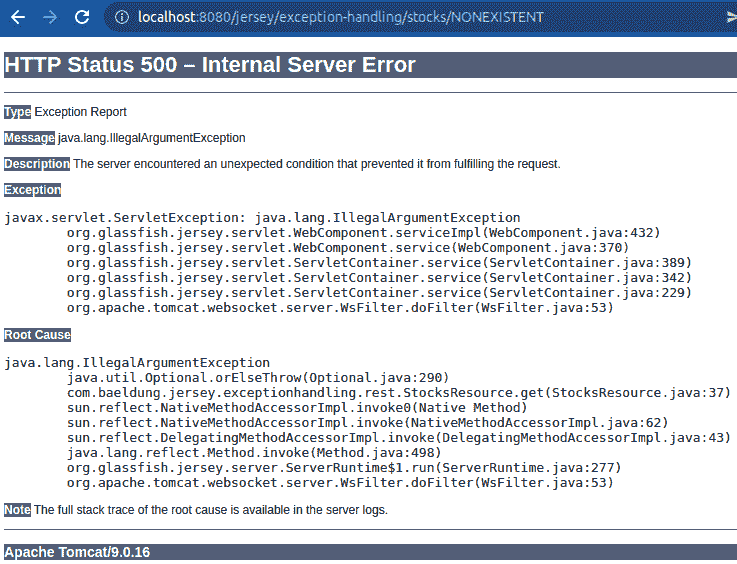 localhost:8080/jersey/exception-handling/stocks/NONEXISTENT
HTTP Status 500 – Internal Server Error
Type Exception Report
Message java.lang.IllegalArgumentException
Description The server encountered an unexpected condition that prevented it from fulfilling the request.
Exception
javax.servlet.ServletException: java.lang.IllegalArgumentException
org.glassfish.jersey.servlet.WebComponent.serviceImpl(WebComponent.java:432)
org.glassfish.jersey.servlet.WebComponent.service(WebComponent.java:370)
org.glassfish.jersey.servlet.ServletContainer.service(ServletContainer.java:389)
org.glassfish.jersey.servlet.ServletContainer.service(ServletContainer.java:342)
org.glassfish.jersey.servlet.ServletContainer.service(ServletContainer.java:229)
org.apache.tomcat.websocket.server.WsFilter.doFilter(WsFilter.java:53)
Root Cause
java.lang.IllegalArgumentException
java.util.Optional.orElseThrow(Optional.java:290)
com.baeldung.jersey.exceptionhandling.rest.StocksResource.get(StocksResource.java:37)
sun.reflect.NativeMethodAccessorImpl.invoke0(Native Method)
sun.reflect.NativeMethodAccessorImpl.invoke(NativeMethodAccessorImpl.java:62)
sun.reflect.DelegatingMethodAccessorImpl.invoke(DelegatingMethodAccessorImpl.java:43)
java.lang.reflect.Method.invoke(Method.java:498)
org.glassfish.jersey.server.ServerRuntime$1.run(ServerRuntime.java:277)
org.apache.tomcat.websocket.server.WsFilter.doFilter(WsFilter.java:53)
Note The full stack trace of the root cause is available in the server logs.
Apache Tomcat/9.0.16